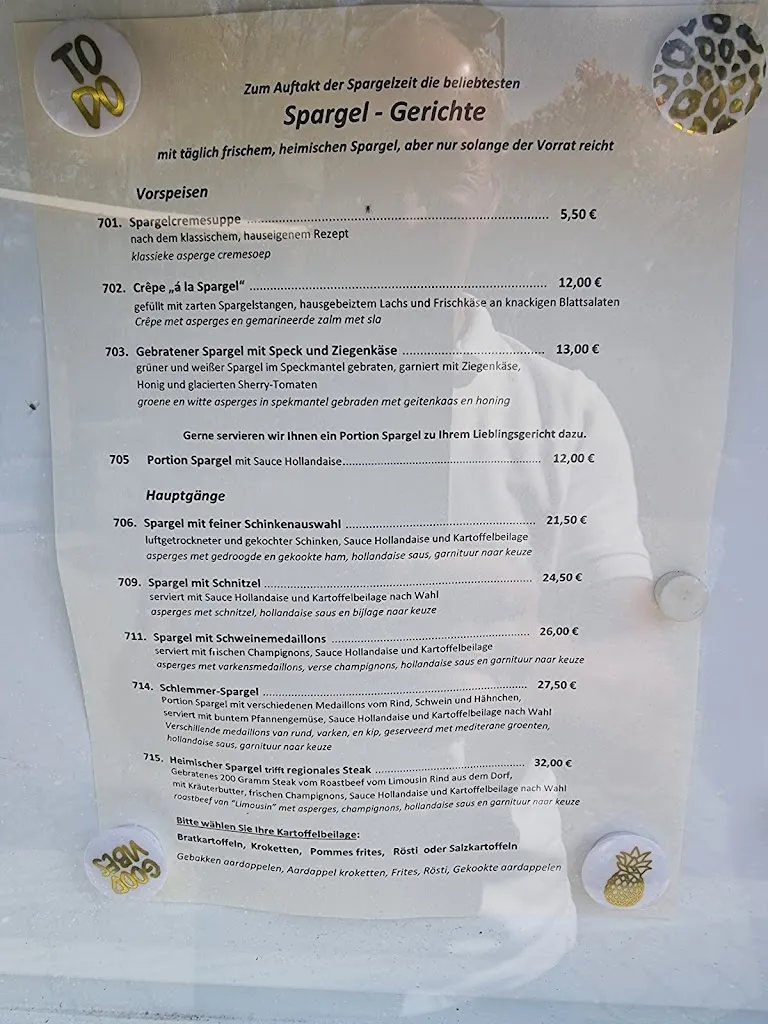 TO
DO
Zum Auftakt der Spargelzeit die beliebtesten
Spargel - Gerichte
mit täglich frischem, heimischen Spargel, aber nur solange der Vorrat reicht
Vorspeisen
701. Spargelcremesuppe ........ 5,50 €
nach dem klassischem, hauseigenem Rezept
klassieke asperge cremesoep
702. Crêpe „á la Spargel“ ........ 12,00 €
gefüllt mit zarten Spargelstangen, hausgebeiztem Lachs und Frischkäse an knackigen Blattsalaten
Crêpe met asperges en gemarineerde zalm met sla
703. Gebratener Spargel mit Speck und Ziegenkäse ........ 13,00 €
grüner und weißer Spargel im Speckmantel gebraten, garniert mit Ziegenkäse,
Honig und glacierten Sherry-Tomaten
groene en witte asperges in spekmantel gebraden met geitenkaas en honing
Gerne servieren wir Ihnen ein Portion Spargel zu Ihrem Lieblingsgericht dazu.
705 Portion Spargel mit Sauce Hollandaise........ 12,00 €
Hauptgänge
706. Spargel mit feiner Schinkenauswahl ........ 21,50 €
luftgetrockneter und gekochter Schinken, Sauce Hollandaise und Kartoffelbeilage
asperges met gedroogde en gekookte ham, hollandaise saus, garnituur naar keuze
709. Spargel mit Schnitzel ........ 24,50 €
serviert mit Sauce Hollandaise und Kartoffelbeilage nach Wahl
asperges met schnitzel, hollandaise saus en bijlage naar keuze
711. Spargel mit Schweinemedaillons ........ 26,00 €
serviert mit frischen Champignons, Sauce Hollandaise und Kartoffelbeilage
asperges met varkensmedaillons, verse champignons, hollandaise saus en garnituur naar keuze
714. Schlemmer-Spargel ........ 27,50 €
Portion Spargel mit verschiedenen Medaillons vom Rind, Schwein und Hähnchen,
serviert mit buntem Pfannengemüse, Sauce Hollandaise und Kartoffelbeilage nach Wahl
Verschillende medaillons van rund, varken, en kip, geserveerd met mediterane groenten,
hollandaise saus, garnituur naar keuze
715. Heimischer Spargel trifft regionales Steak ........ 32,00 €
Gebratenes 200 Gramm Steak vom Roastbeef vom Limousin Rind aus dem Dorf,
mit Kräuterbutter, frischen Champignons, Sauce Hollandaise und Kartoffelbeilage nach Wahl
roastbeef van "Limousin" met asperges, champignons, hollandaise saus en garnituur naar keuze
Bitte wählen Sie Ihre Kartoffelbeilage:
Bratkartoffeln, Kroketten, Pommes frites, Rösti oder Salzkartoffeln
Gebakken aardappelen, Aardappel kroketten, Frites, Rösti, Gekookte aardappelen
GOOD
VIBES